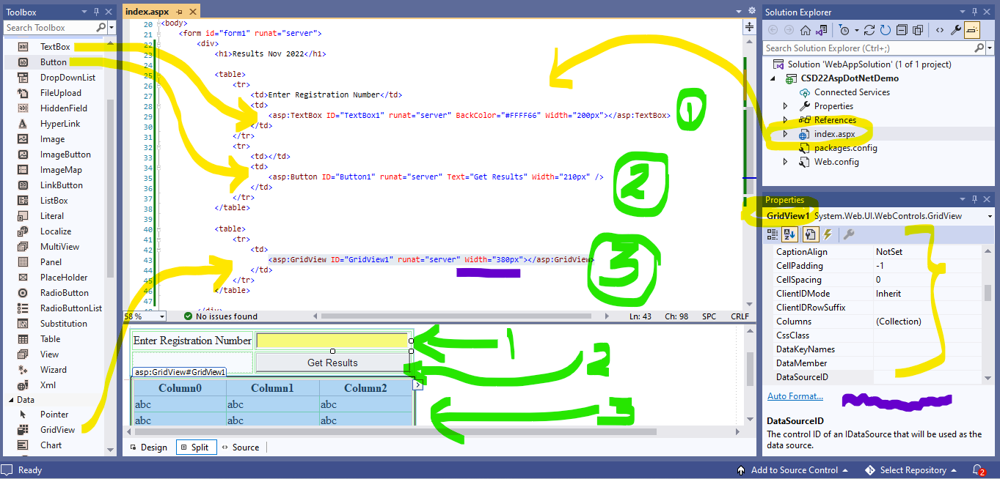 Toolbox
Search Toolbox
TextBox
Button
DropDownList
FileUpload
HiddenField
HyperLink
Image
ImageButton
ImageMap
LinkButton
ListBox
Literal
Localize
MultiView
Panel
PlaceHolder
RadioButton
RadioButtonList
Substitution
Table
View
Wizard
Xml
Data
Pointer
GridView
Chart
index.aspx
20 <body>
21 <form id="form1" runat="server">
22 <div>
23 <h1>Results Nov 2022</h1>
24
25 <table>
26 <tr>
27 <td>Enter Registration Number</td>
28 <td>
29 <asp:TextBox ID="TextBox1" runat="server" BackColor="#FFFF66" Width="200px"></asp:TextBox>
30 </td>
31 </tr>
32 <tr>
33 <td></td>
34 <td>
35 <asp:Button ID="Button1" runat="server" Text="Get Results" Width="210px" />
36 </td>
37 </tr>
38 </table>
39
40 <table>
41 <tr>
42 <td>
43 <asp:GridView ID="GridView1" runat="server" Width="380px"></asp:GridView>
44 </td>
45 </tr>
46 </table>
47
</div>
1
2
3
58 % No issues found Ln: 43 Ch: 98 SPC CRLF
Enter Registration Number
Get Results
asp:GridView#GridView1
Column0 Column1 Column2
abc abc abc
abc abc abc
1
2
3
Design Split Source
Solution Explorer
Search Solution Explorer (Ctrl+;)
Solution 'WebAppSolution' (1 of 1 project)
CSD22AspDotNetDemo
Connected Services
Properties
References
index.aspx
packages.config
Web.config
Properties
GridView1 System.Web.UI.WebControls.GridView
CaptionAlign NotSet
CellPadding -1
CellSpacing 0
ClientIDMode Inherit
ClientIDRowSuffix
Columns (Collection)
CssClass
DataKeyNames
DataMember
DataSourceID
Auto Format...
DataSourceID
The control ID of an IDataSource that will be used as the
data source.
Ready Add to Source Control Select Repository 2